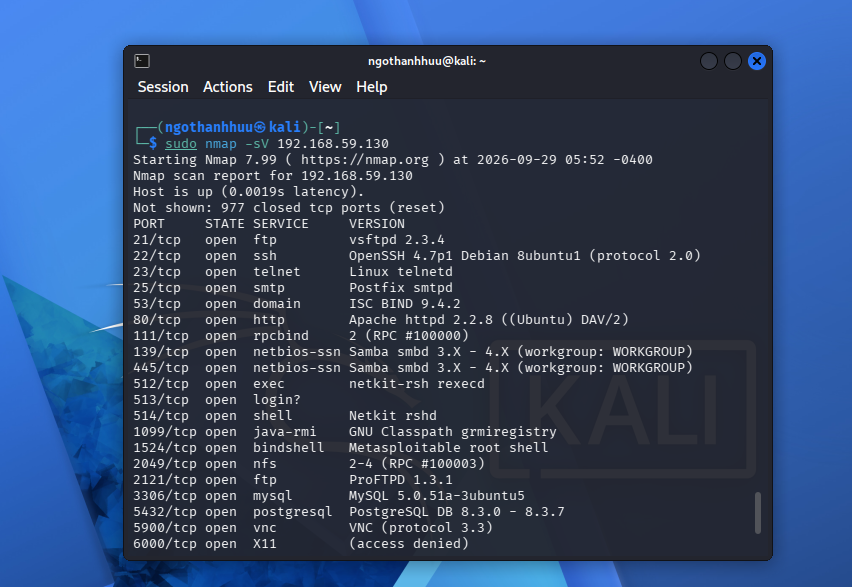 ngothanhhuu@kali: ~
Session Actions Edit View Help
┌──(ngothanhhuu㉿kali)-[~]
└─$ sudo nmap -sV 192.168.59.130
Starting Nmap 7.99 ( https://nmap.org ) at 2026-09-29 05:52 -0400
Nmap scan report for 192.168.59.130
Host is up (0.0019s latency).
Not shown: 977 closed tcp ports (reset)
PORT     STATE SERVICE     VERSION
21/tcp   open  ftp         vsftpd 2.3.4
22/tcp   open  ssh         OpenSSH 4.7p1 Debian 8ubuntu1 (protocol 2.0)
23/tcp   open  telnet      Linux telnetd
25/tcp   open  smtp        Postfix smtpd
53/tcp   open  domain      ISC BIND 9.4.2
80/tcp   open  http        Apache httpd 2.2.8 ((Ubuntu) DAV/2)
111/tcp  open  rpcbind     2 (RPC #100000)
139/tcp  open  netbios-ssn Samba smbd 3.X - 4.X (workgroup: WORKGROUP)
445/tcp  open  netbios-ssn Samba smbd 3.X - 4.X (workgroup: WORKGROUP)
512/tcp  open  exec        netkit-rsh rexecd
513/tcp  open  login?
514/tcp  open  shell       Netkit rshd
1099/tcp open  java-rmi    GNU Classpath grmiregistry
1524/tcp open  bindshell   Metasploitable root shell
2049/tcp open  nfs         2-4 (RPC #100003)
2121/tcp open  ftp         ProFTPD 1.3.1
3306/tcp open  mysql       MySQL 5.0.51a-3ubuntu5
5432/tcp open  postgresql  PostgreSQL DB 8.3.0 - 8.3.7
5900/tcp open  vnc         VNC (protocol 3.3)
6000/tcp open  X11         (access denied)
KALI